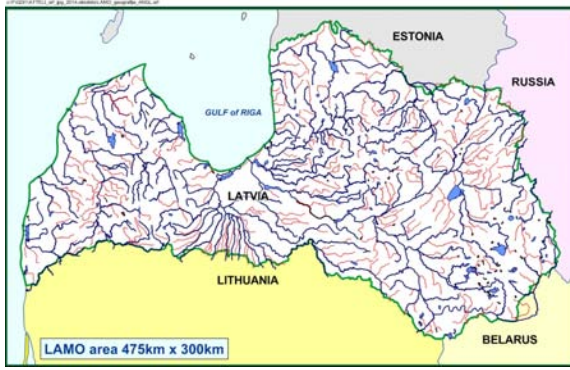 ESTONIA
RUSSIA
GULF of RIGA
LATVIA
LITHUANIA
BELARUS
LAMO area 475km x 300km